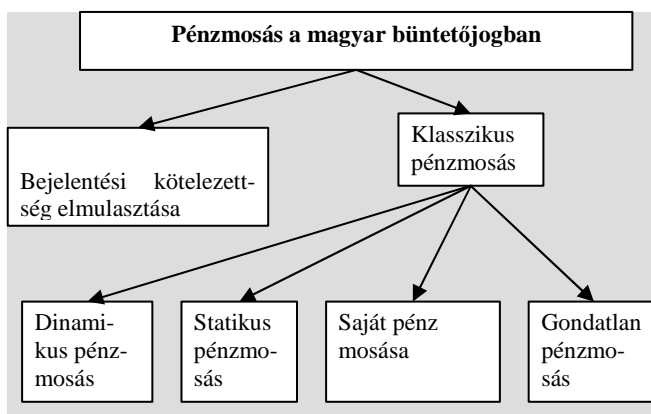 Pénzmosás a magyar büntetőjogban
Bejelentési kötelezett-
ség elmulasztása
Klasszikus
pénzmosás
Dinami-
kus pénz-
mosás
Statikus
pénzmo-
sás
Saját pénz
mosása
Gondatlan
pénzmo-
sás